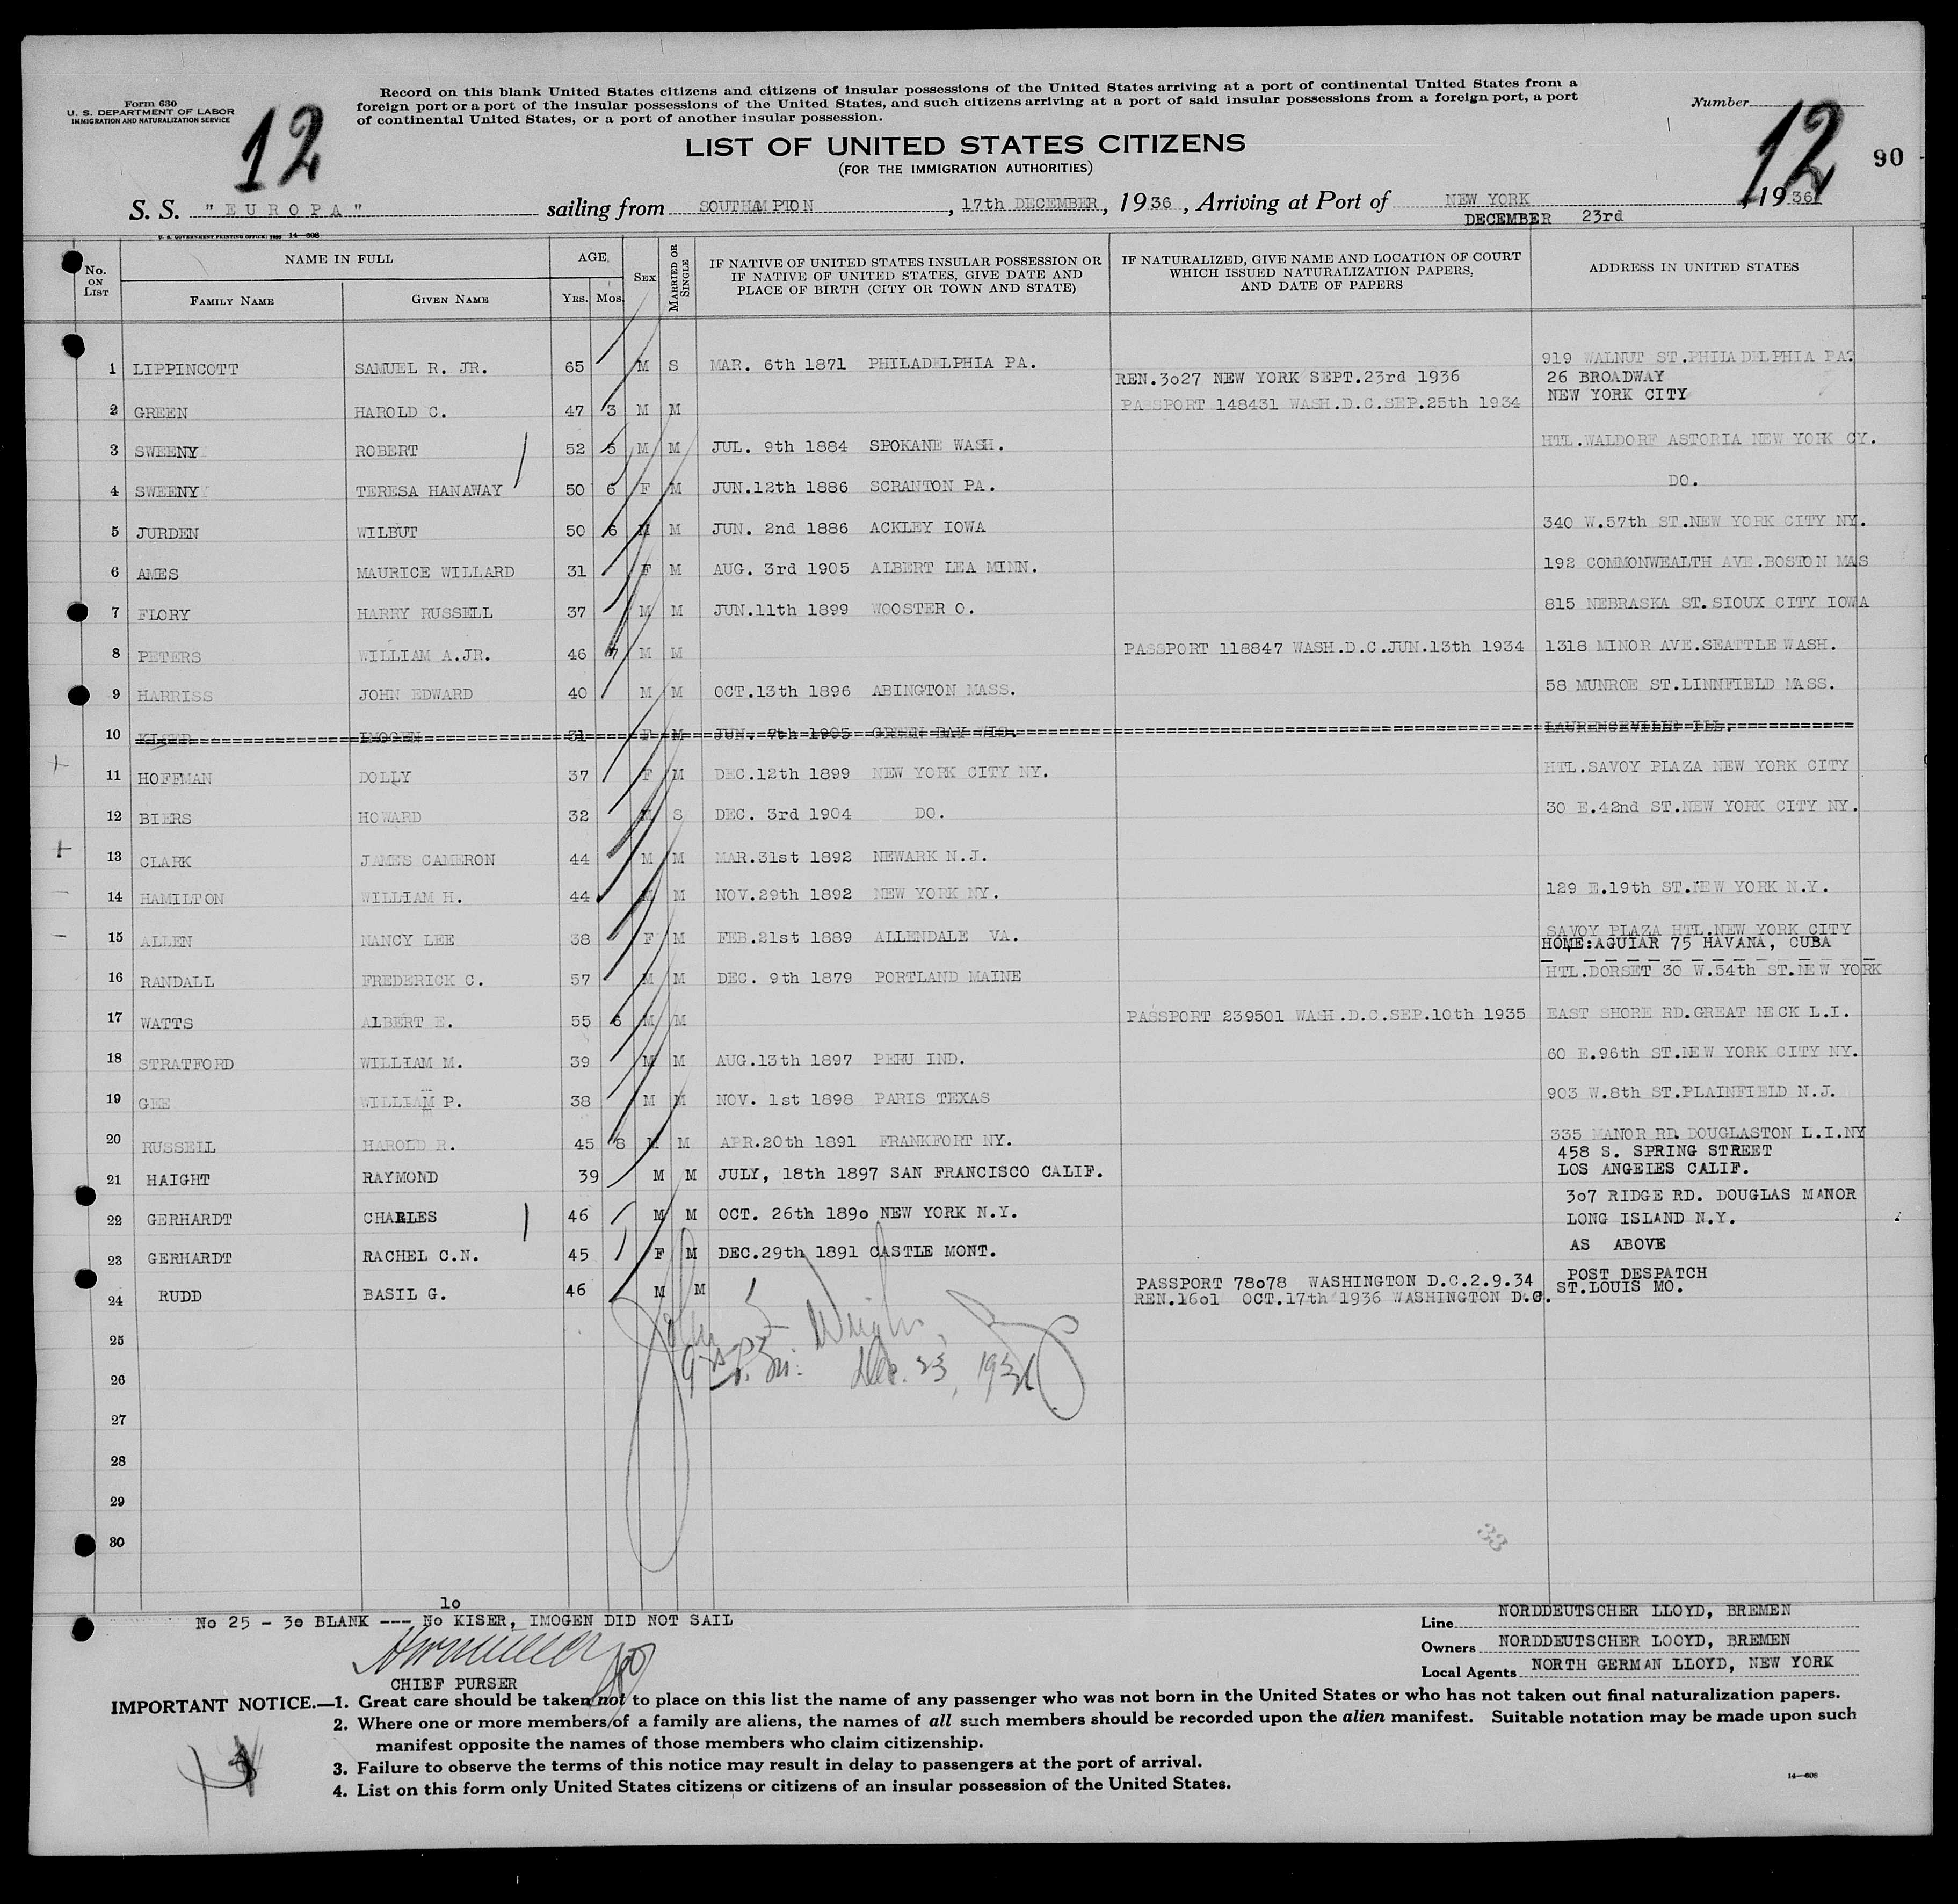 Form 630
U. S. DEPARTMENT OF LABOR
IMMIGRATION AND NATURALIZATION SERVICE
12
Record on this blank United States citizens and citizens of insular possessions of the United States arriving at a port of continental United States from a
foreign port or a port of the insular possessions of the United States, and such citizens arriving at a port of said insular possessions from a foreign port, a port
of continental United States, or a port of another insular possession.
Number
12
90
LIST OF UNITED STATES CITIZENS
(FOR THE IMMIGRATION AUTHORITIES)
S. S. "EUROPA" sailing from SOUTHAMPTON, 17th DECEMBER, 1936, Arriving at Port of NEW YORK, 1936
DECEMBER 23rd
U. S. GOVERNMENT PRINTING OFFICE: 14—608
No. ON LIST NAME IN FULL AGE SEX MARRIED OR SINGLE IF NATIVE OF UNITED STATES INSULAR POSSESSION OR IF NATIVE OF UNITED STATES, GIVE DATE AND PLACE OF BIRTH (CITY OR TOWN AND STATE) IF NATURALIZED, GIVE NAME AND LOCATION OF COURT WHICH ISSUED NATURALIZATION PAPERS, AND DATE OF PAPERS ADDRESS IN UNITED STATES
FAMILY NAME GIVEN NAME YRS. MOS.
1 LIPPINCOTT SAMUEL R. JR. 65 M S MAR. 6th 1871 PHILADELPHIA PA. 919 WALNUT ST.PHILADELPHIA PA?
REN.3o27 NEW YORK SEPT.23rd 1936 26 BROADWAY
2 GREEN HAROLD C. 47 3 M M PASSPORT 148431 WASH.D.C.SEP.25th 1934 NEW YORK CITY
3 SWEENY ROBERT 52 5 M M JUL. 9th 1884 SPOKANE WASH. HTL.WALDORF ASTORIA NEW YORK CY.
4 SWEENY TERESA HANAWAY 50 6 F M JUN.12th 1886 SCRANTON PA. DO.
5 JURDEN WILBUT 50 6 M M JUN. 2nd 1886 ACKLEY IOWA 340 W.57th ST.NEW YORK CITY NY.
6 AMES MAURICE WILLARD 31 F M AUG. 3rd 1905 ALBERT LEA MINN. 192 COMMONWEALTH AVE.BOSTON MAS
7 FLORY HARRY RUSSELL 37 M M JUN.11th 1899 WOOSTER O. 815 NEBRASKA ST.SIOUX CITY IOWA
8 PETERS WILLIAM A.JR. 46 7 M M PASSPORT 118847 WASH.D.C.JUN.13th 1934 1318 MINOR AVE.SEATTLE WASH.
9 HARRISS JOHN EDWARD 40 M M OCT.13th 1896 ABINGTON MASS. 58 MUNROE ST.LINNFIELD MASS.
10 KISER IMOGEN 31 F M JUN. 7th 1905 GREEN BAY WIS. LAURENSEVILLE ILL.
11 HOFFMAN DOLLY 37 F M DEC.12th 1899 NEW YORK CITY NY. HTL.SAVOY PLAZA NEW YORK CITY
12 BIERS HOWARD 32 M S DEC. 3rd 1904 DO. 30 E.42nd ST.NEW YORK CITY NY.
13 CLARK JAMES CAMERON 44 M M MAR.31st 1892 NEWARK N.J.
14 HAMILTON WILLIAM H. 44 M M NOV.29th 1892 NEW YORK NY. 129 E.19th ST.NEW YORK N.Y.
15 ALLEN NANCY LEE 38 F M FEB.21st 1889 ALLENDALE VA. SAVOY PLAZA HTL.NEW YORK CITY
HOME:AGUIAR 75 HAVANA, CUBA
16 RANDALL FREDERICK C. 57 M M DEC. 9th 1879 PORTLAND MAINE HTL.DORSET 30 W.54th ST.NEW YORK
17 WATTS ALBERT E. 55 6 M M PASSPORT 239501 WASH.D.C.SEP.10th 1935 EAST SHORE RD.GREAT NECK L.I.
18 STRATFORD WILLIAM M. 39 M M AUG.13th 1897 PERU IND. 60 E.96th ST.NEW YORK CITY NY.
19 GEE WILLIAM P. 38 M M NOV. 1st 1898 PARIS TEXAS 903 W.8th ST.PLAINFIELD N.J.
20 RUSSELL HAROLD R. 45 8 M M APR.20th 1891 FRANKFORT NY. 335 MANOR RD. DOUGLASTON L.I.NY
458 S. SPRING STREET
21 HAIGHT RAYMOND 39 M M JULY, 18th 1897 SAN FRANCISCO CALIF. LOS ANGELES CALIF.
307 RIDGE RD. DOUGLAS MANOR
22 GERHARDT CHARLES 46 M M OCT. 26th 189o NEW YORK N.Y. LONG ISLAND N.Y.
23 GERHARDT RACHEL C.N. 45 F M DEC.29th 1891 CASTLE MONT. AS ABOVE
PASSPORT 78o78 WASHINGTON D.C.2.9.34 POST DESPATCH
24 RUDD BASIL G. 46 M M REN.16o1 OCT.17th 1936 WASHINGTON D.C. ST.LOUIS MO.
25
Dec. 23, 1936
26
27
28
29
30
33
No 25 - 3o BLANK --- No 1o KISER, IMOGEN DID NOT SAIL
CHIEF PURSER
Line NORDDEUTSCHER LLOYD, BREMEN
Owners NORDDEUTSCHER LOOYD, BREMEN
Local Agents NORTH GERMAN LLOYD, NEW YORK
IMPORTANT NOTICE.—1. Great care should be taken not to place on this list the name of any passenger who was not born in the United States or who has not taken out final naturalization papers.
2. Where one or more members of a family are aliens, the names of all such members should be recorded upon the alien manifest. Suitable notation may be made upon such
manifest opposite the names of those members who claim citizenship.
3. Failure to observe the terms of this notice may result in delay to passengers at the port of arrival.
4. List on this form only United States citizens or citizens of an insular possession of the United States.
14—608